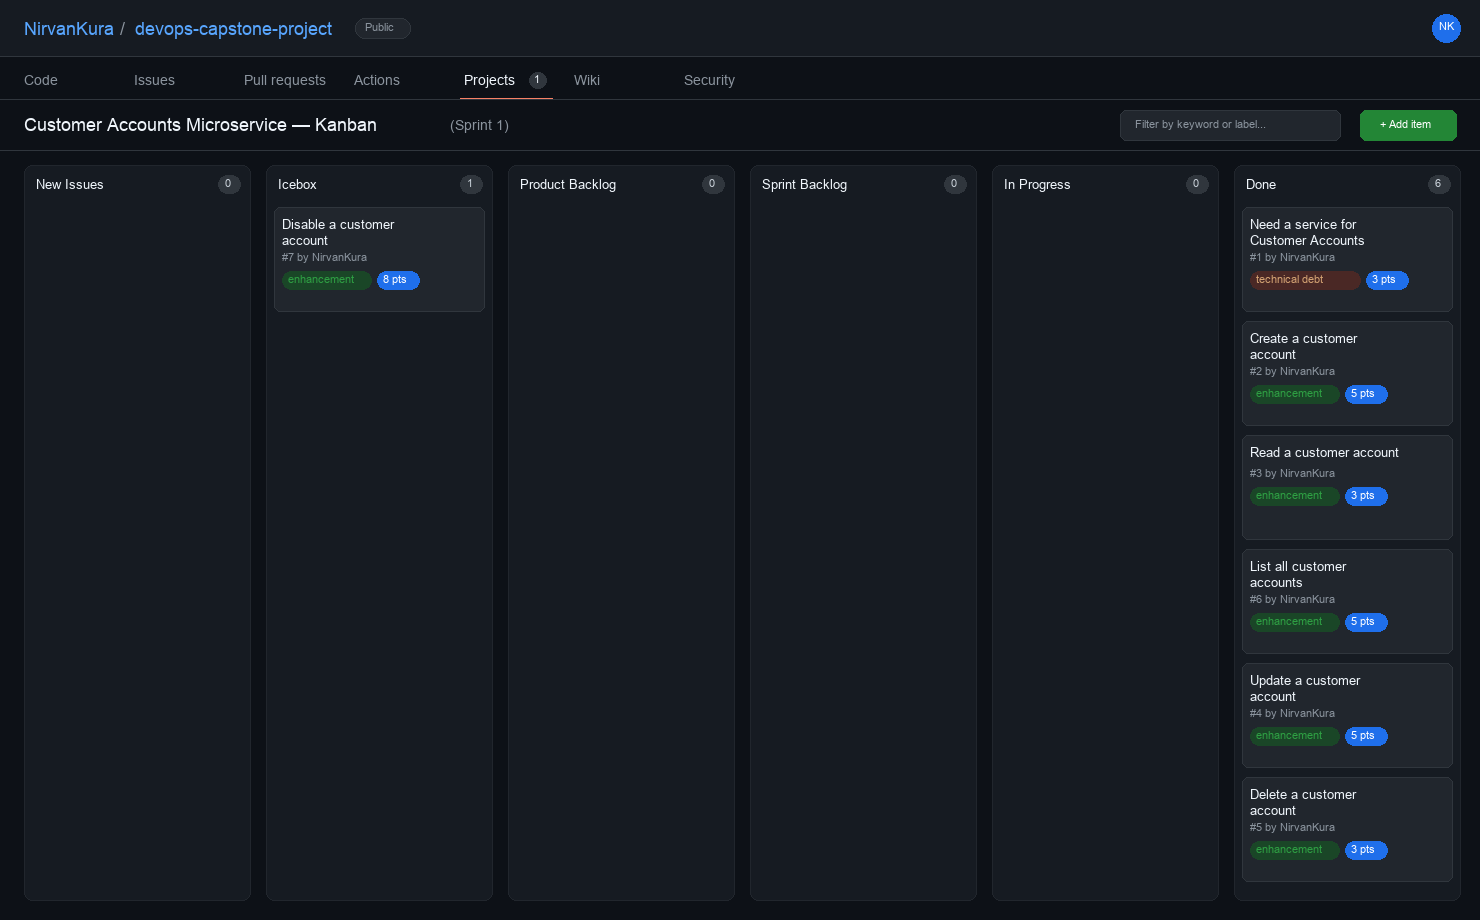 NirvanKura / devops-capstone-project Public NK
Code Issues Pull requests Actions Projects 1 Wiki Security
Customer Accounts Microservice — Kanban (Sprint 1) Filter by keyword or label... + Add item
New Issues 0
Icebox 1
Disable a customer
account
#7 by NirvanKura
enhancement 8 pts
Product Backlog 0
Sprint Backlog 0
In Progress 0
Done 6
Need a service for
Customer Accounts
#1 by NirvanKura
technical debt 3 pts
Create a customer
account
#2 by NirvanKura
enhancement 5 pts
Read a customer account
#3 by NirvanKura
enhancement 3 pts
List all customer
accounts
#6 by NirvanKura
enhancement 5 pts
Update a customer
account
#4 by NirvanKura
enhancement 5 pts
Delete a customer
account
#5 by NirvanKura
enhancement 3 pts